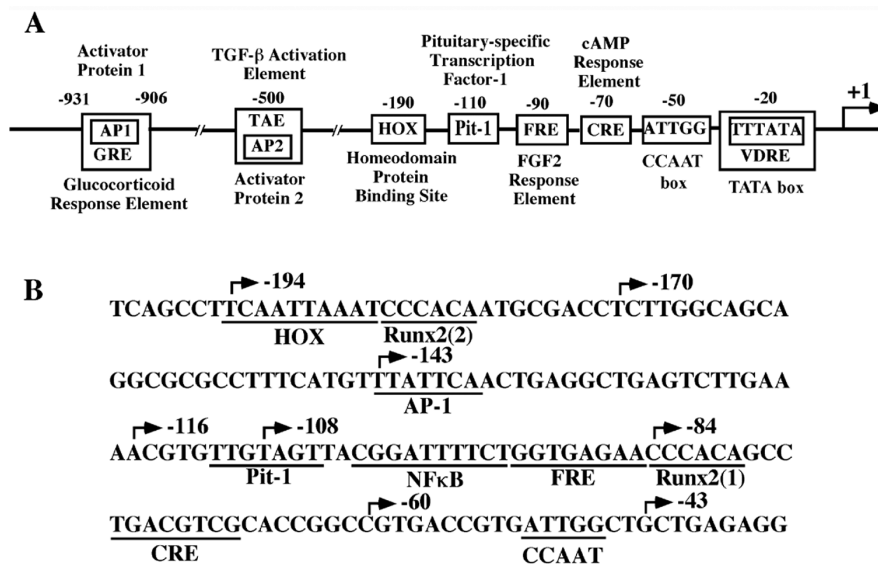 A
Activator
Protein 1
TGF-β Activation
Element
Pituitary-specific
Transcription
Factor-1
cAMP
Response
Element
-931 -906 -500 -190 -110 -90 -70 -50 -20 +1
AP1
GRE
TAE
AP2
HOX
Pit-1
FRE
CRE
ATTGG
TTTATA
VDRE
Glucocorticoid
Response Element
Activator
Protein 2
Homeodomain
Protein
Binding Site
FGF2
Response
Element
CCAAT
box
TATA box
B
-194 -170
TCAGCCTTCAATTAAATCCCACAATGCGACCTCTTGGCAGCA
HOX Runx2(2)
-143
GGCGCGCCTTTCATGTTTATTCAACTGAGGCTGAGTCTTGAA
AP-1
-116 -108 -84
AACGTGTTGTAGTTACGGATTTTCTGGTGAGAACCCACAGCC
Pit-1 NFκB FRE Runx2(1)
-60 -43
TGACGTCGCACCGGCCGTGACCGTGATTGGCTGCTGAGAGG
CRE CCAAT